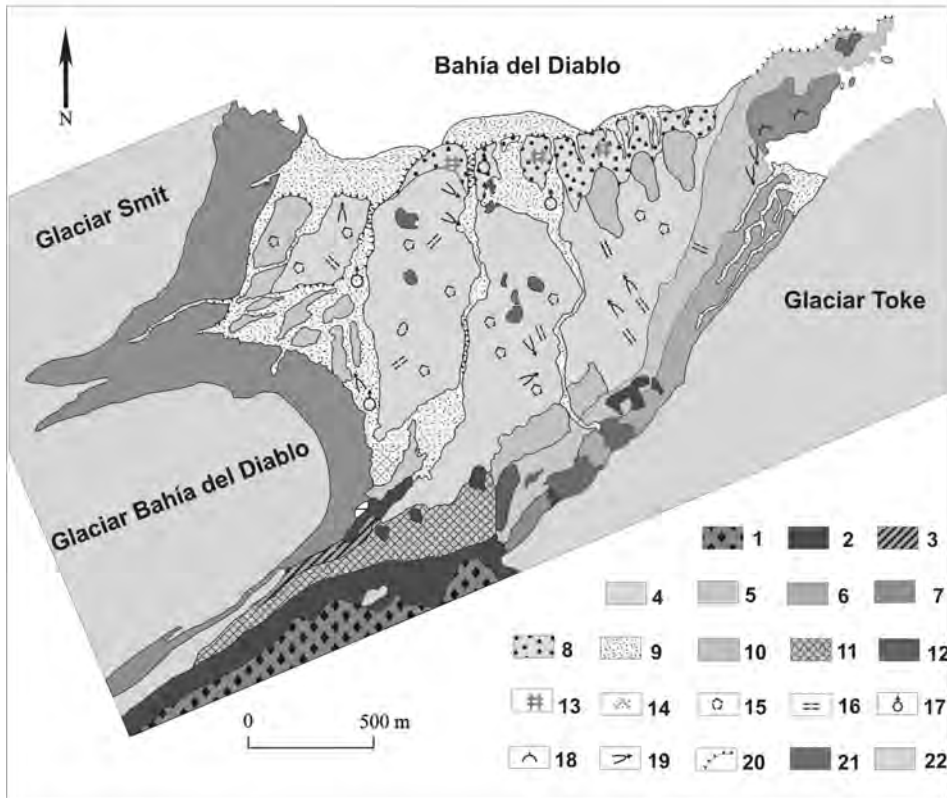 Bahía del Diablo
N
Glaciar Smit
Glaciar Toke
Glaciar Bahía del Diablo
1 2 3
4 5 6 7
8 9 10 11 12
0 500 m
13 14 15 16 17
18 19 20 21 22